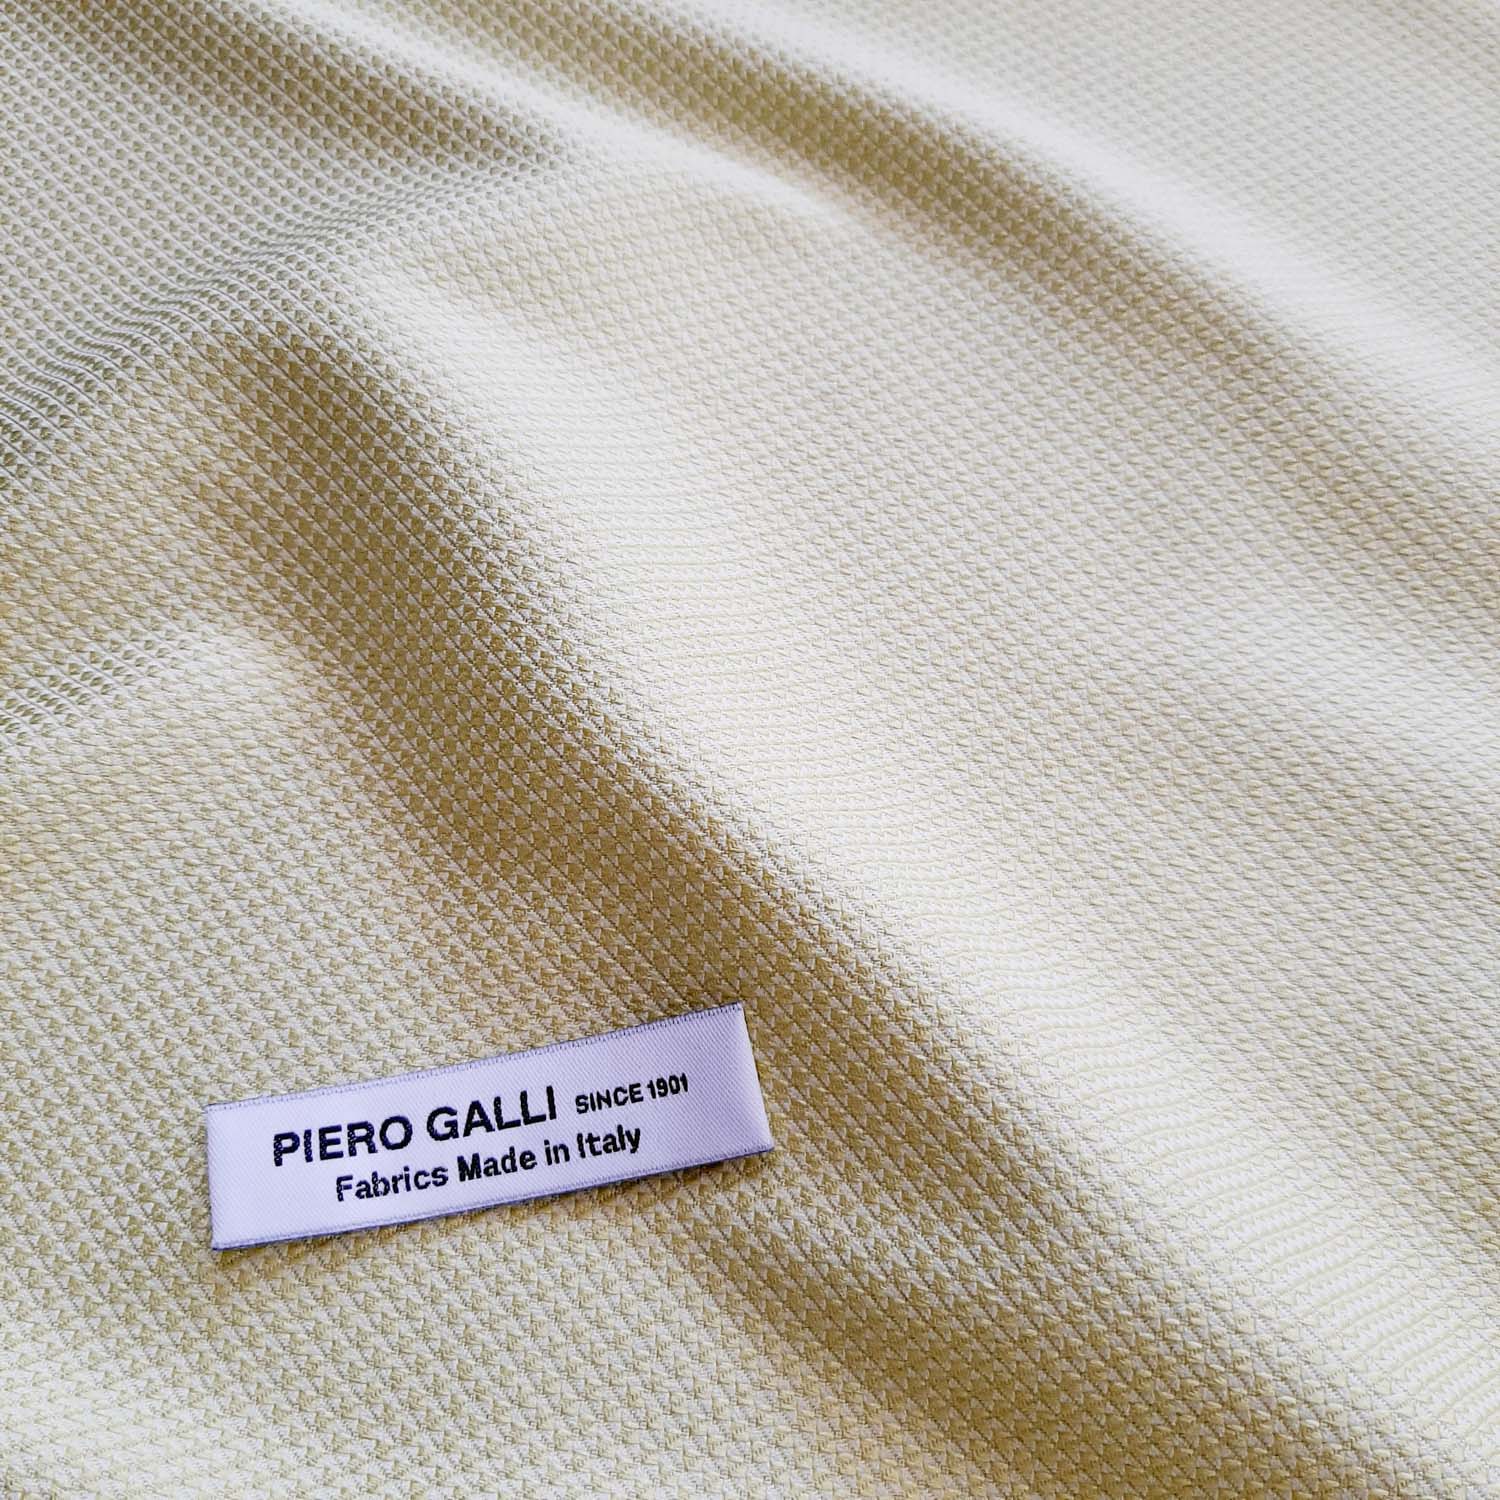 PIERO GALLI SINCE 1901
Fabrics Made in Italy